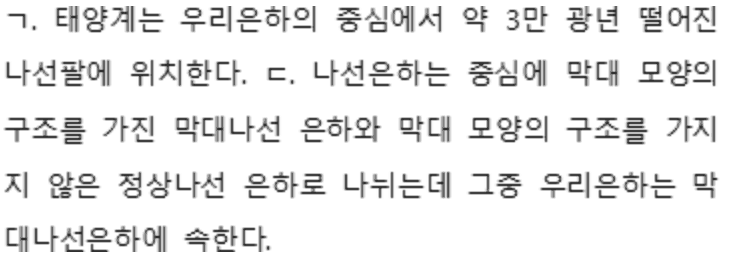 ㄱ. 태양계는 우리은하의 중심에서 약 3만 광년 떨어진
나선팔에 위치한다. ㄷ. 나선은하는 중심에 막대 모양의
구조를 가진 막대나선 은하와 막대 모양의 구조를 가지
지 않은 정상나선 은하로 나뉘는데 그중 우리은하는 막
대나선은하에 속한다.